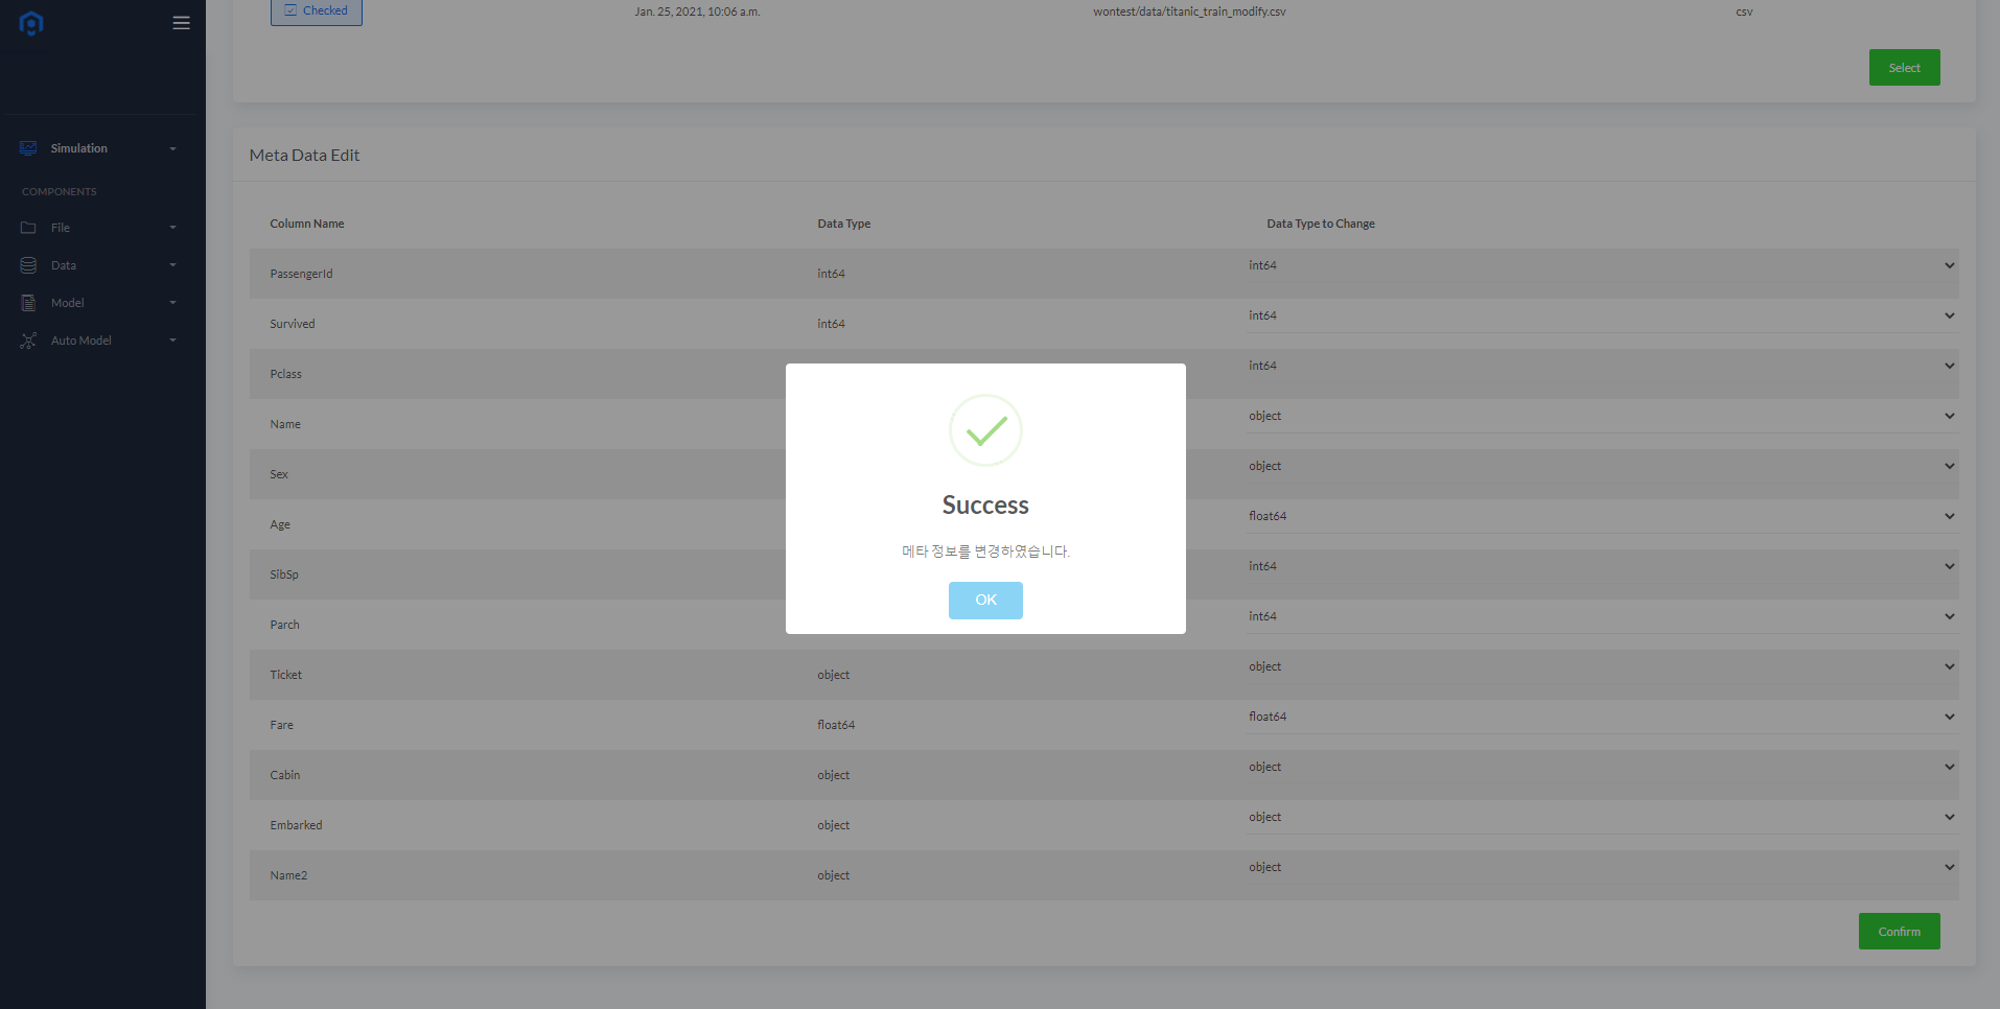 Checked Jan. 25, 2021, 10:06 a.m. wontest/data/titanic_train_modify.csv csv
Select
Simulation
COMPONENTS
File
Data
Model
Auto Model
Meta Data Edit
Column Name Data Type Data Type to Change
PassengerId int64 int64
Survived int64 int64
Pclass int64
Name object
Sex object
Age float64
SibSp int64
Parch int64
Success
메타 정보를 변경하였습니다.
OK
Ticket object object
Fare float64 float64
Cabin object object
Embarked object object
Name2 object object
Confirm